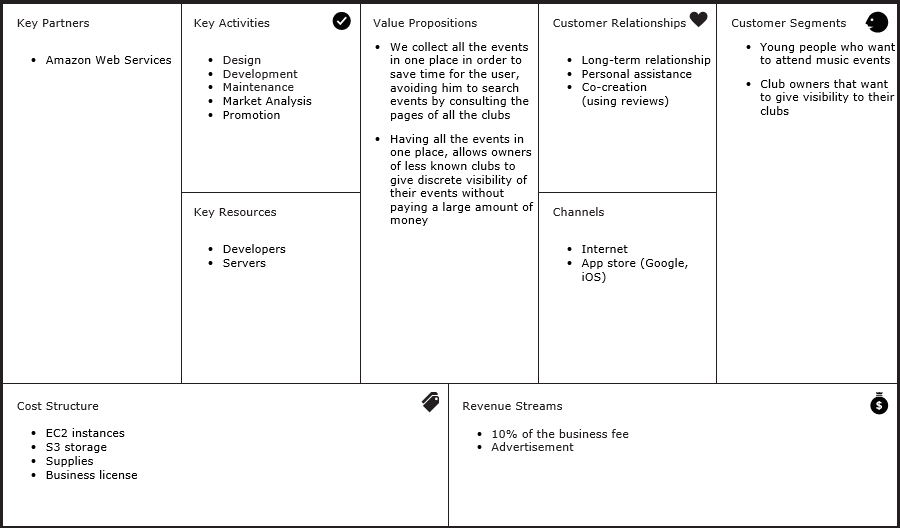 Key Partners
• Amazon Web Services
Key Activities
• Design
• Development
• Maintenance
• Market Analysis
• Promotion
Key Resources
• Developers
• Servers
Value Propositions
• We collect all the events
in one place in order to
save time for the user,
avoiding him to search
events by consulting the
pages of all the clubs
• Having all the events in
one place, allows owners
of less known clubs to
give discrete visibility of
their events without
paying a large amount of
money
Customer Relationships
• Long-term relationship
• Personal assistance
• Co-creation
(using reviews)
Channels
• Internet
• App store (Google,
iOS)
Customer Segments
• Young people who want
to attend music events
• Club owners that want
to give visibility to their
clubs
Cost Structure
• EC2 instances
• S3 storage
• Supplies
• Business license
Revenue Streams
$
• 10% of the business fee
• Advertisement